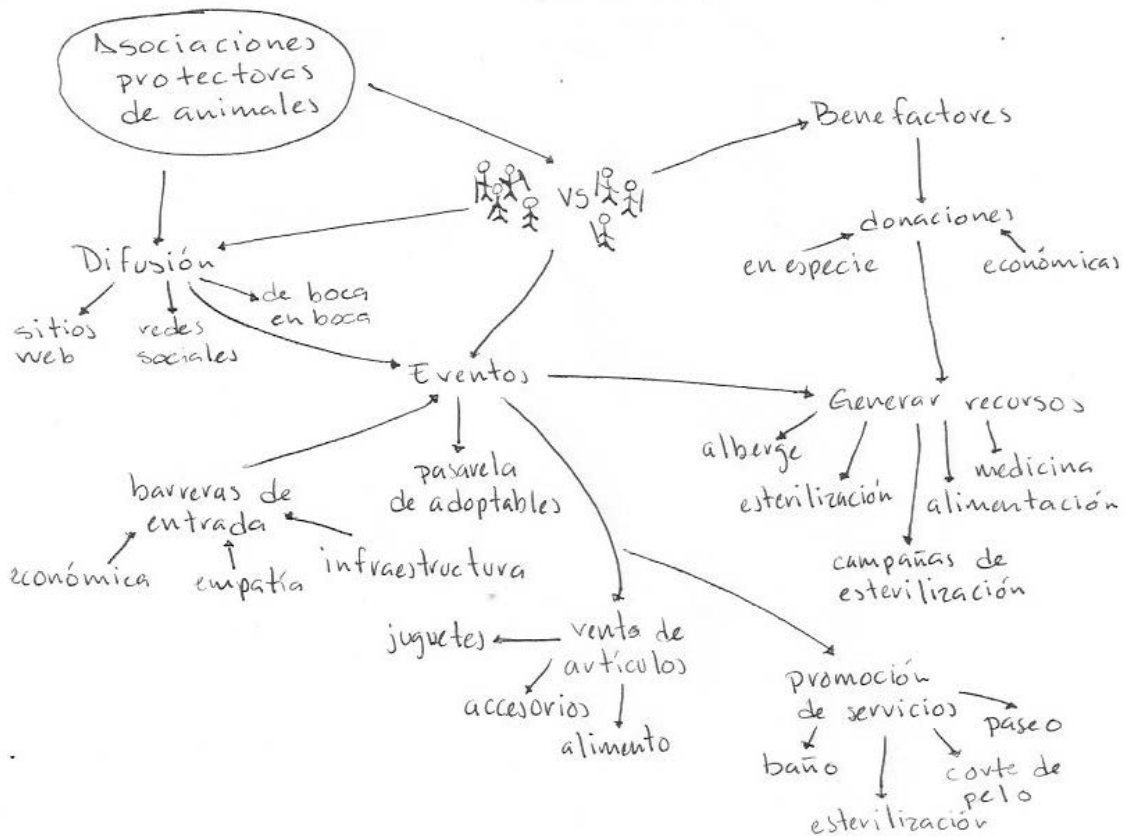 Asociaciones
protectoras
de animales
Benefactores
vs
donaciones
en especie
económicas
Difusión
sitios
web
redes
sociales
de boca
en boca
Eventos
Generar recursos
alberge
esterilización
medicina
alimentación
campañas de
esterilización
pasarela
de adoptables
barreras de
entrada
económica
empatía
infraestructura
venta de
artículos
juguetes
accesorios
alimento
promoción
de servicios
paseo
baño
corte de
pelo
esterilización